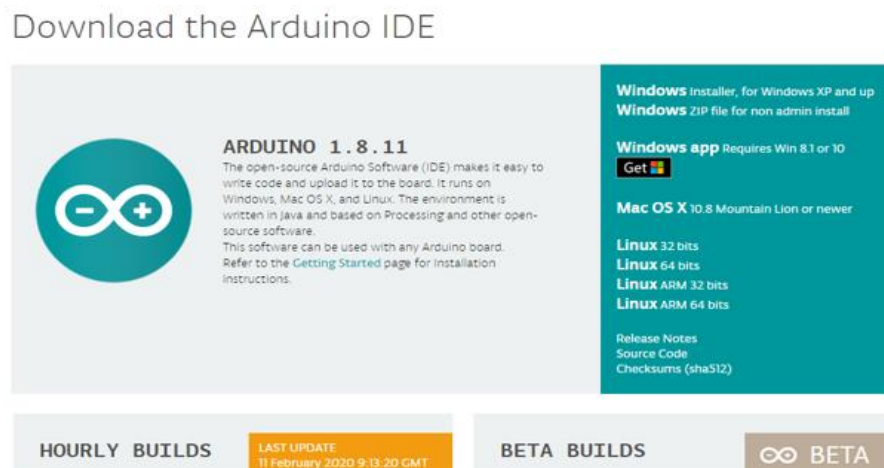 Download the Arduino IDE
ARDUINO 1.8.11
The open-source Arduino Software (IDE) makes it easy to
write code and upload it to the board. It runs on
Windows, Mac OS X, and Linux. The environment is
written in Java and based on Processing and other open-
source software.
This software can be used with any Arduino board.
Refer to the Getting Started page for Installation
instructions.
Windows Installer, for Windows XP and up
Windows ZIP file for non admin install
Windows app Requires Win 8.1 or 10
Get
Mac OS X 10.8 Mountain Lion or newer
Linux 32 bits
Linux 64 bits
Linux ARM 32 bits
Linux ARM 64 bits
Release Notes
Source Code
Checksums (sha512)
HOURLY BUILDS
LAST UPDATE
11 February 2020 9:13:20 GMT
BETA BUILDS
BETA